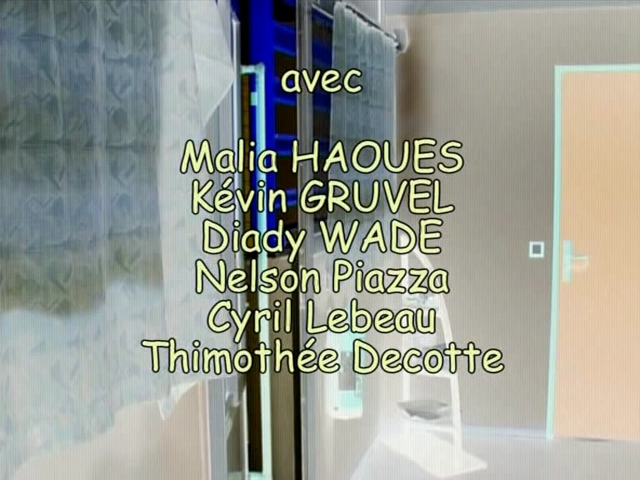 avec
Malia HAOUES
Kévin GRUVEL
Diady WADE
Nelson Piazza
Cyril Lebeau
Thimothée Decotte